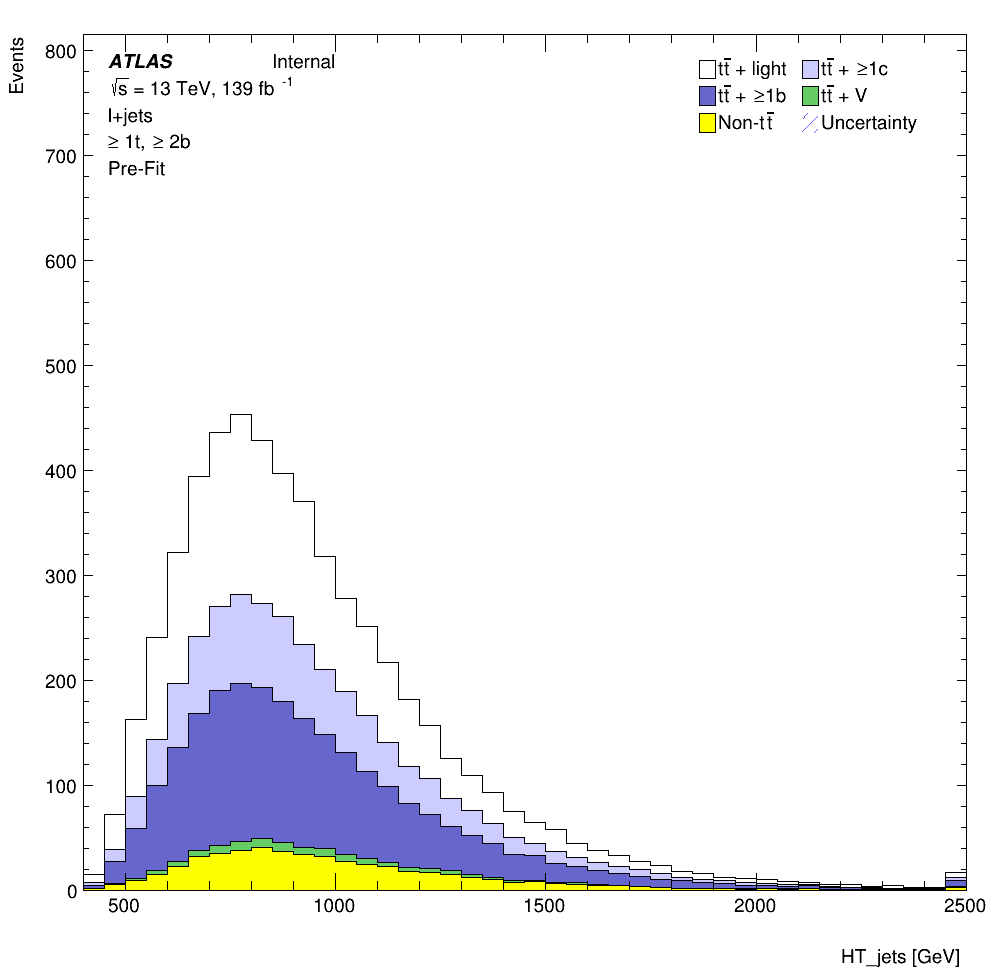 Events
800
700
600
500
400
300
200
100
0
ATLAS Internal
√s = 13 TeV, 139 fb⁻¹
l+jets
≥ 1t, ≥ 2b
Pre-Fit
tt̄ + light tt̄ + ≥1c
tt̄ + ≥1b tt̄ + V
Non-tt̄ Uncertainty
500 1000 1500 2000 2500
HT_jets [GeV]